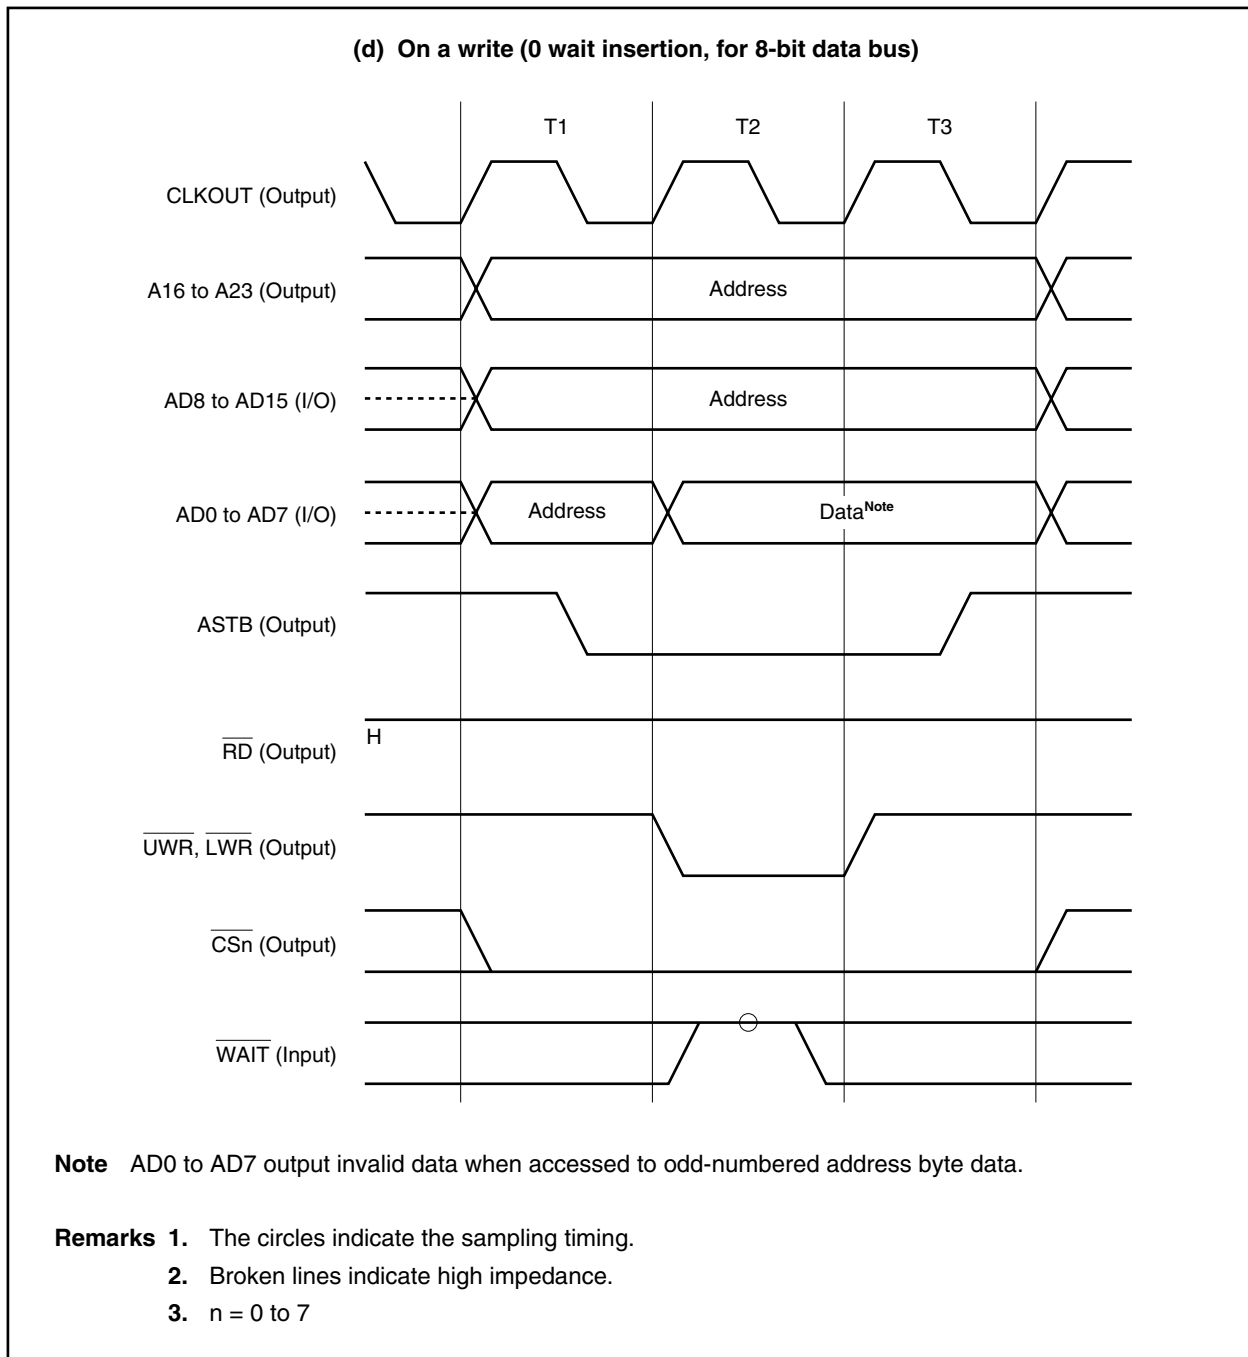 (d) On a write (0 wait insertion, for 8-bit data bus)
T1 T2 T3
CLKOUT (Output)
A16 to A23 (Output) Address
AD8 to AD15 (I/O) Address
AD0 to AD7 (I/O) Address DataNote
ASTB (Output)
H
RD (Output)
UWR, LWR (Output)
CSn (Output)
WAIT (Input)
Note AD0 to AD7 output invalid data when accessed to odd-numbered address byte data.
Remarks 1. The circles indicate the sampling timing.
2. Broken lines indicate high impedance.
3. n = 0 to 7